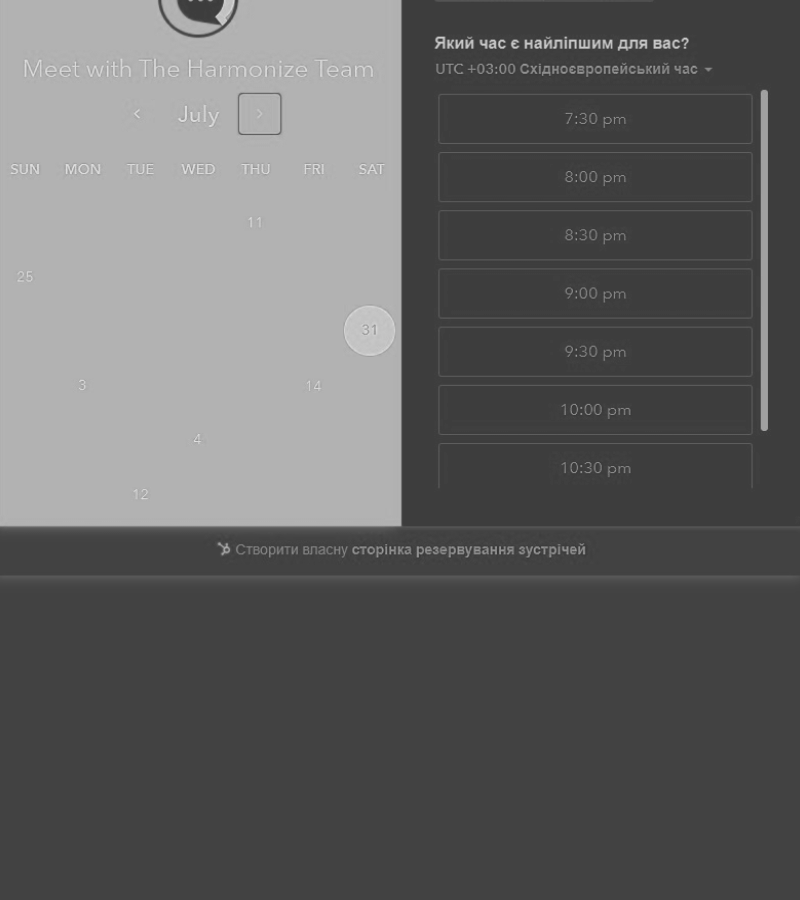 Meet with The Harmonize Team
July
SUN MON TUE WED THU FRI SAT
11
25
31
3 14
4
12
Який час є найліпшим для вас?
UTC +03:00 Східноєвропейський час
7:30 pm
8:00 pm
8:30 pm
9:00 pm
9:30 pm
10:00 pm
10:30 pm
Створити власну сторінка резервування зустрічей